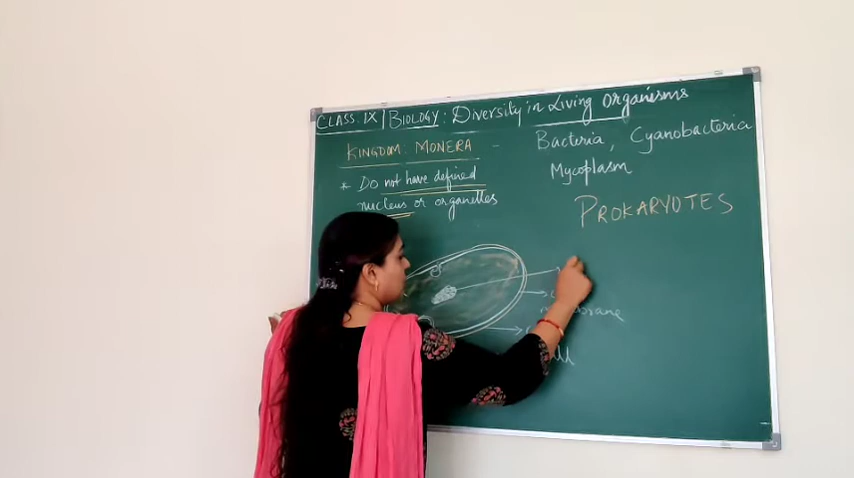 CLASS: IX | BIOLOGY: Diversity in Living Organisms
KINGDOM: MONERA -
Bacteria, Cyanobacteria
Mycoplasm
* Do not have defined
nucleus or organelles
PROKARYOTES